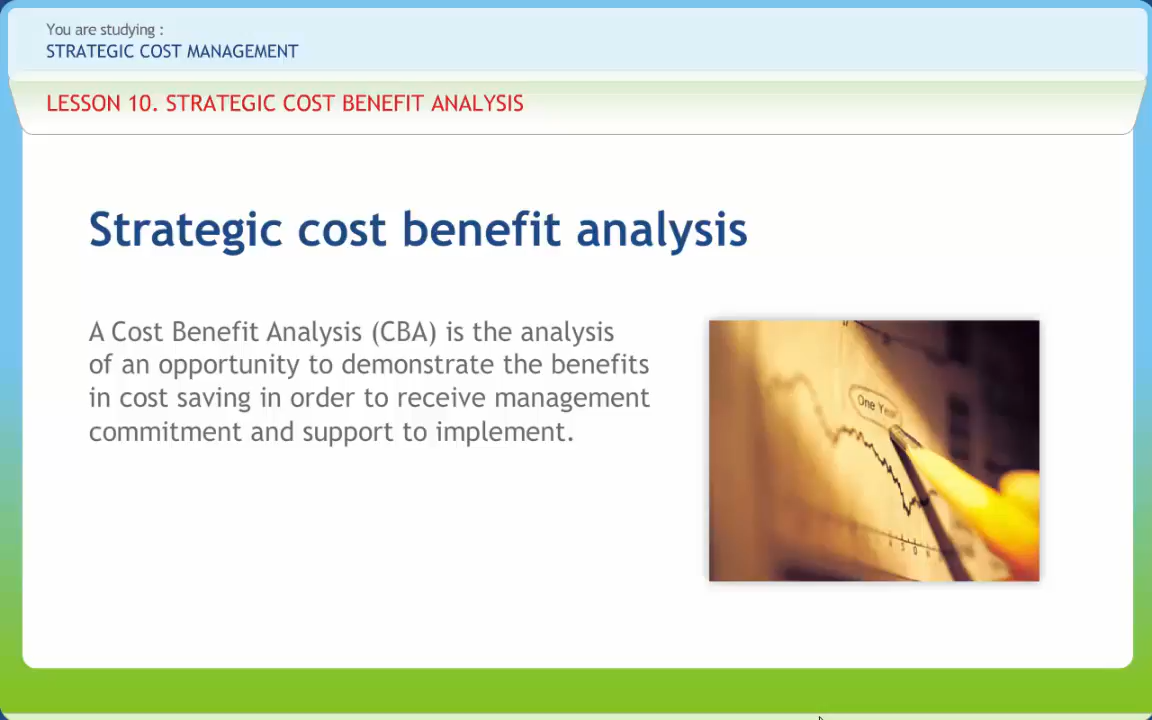 You are studying :
STRATEGIC COST MANAGEMENT
LESSON 10. STRATEGIC COST BENEFIT ANALYSIS
Strategic cost benefit analysis
A Cost Benefit Analysis (CBA) is the analysis
of an opportunity to demonstrate the benefits
in cost saving in order to receive management
commitment and support to implement.
One
A S O N